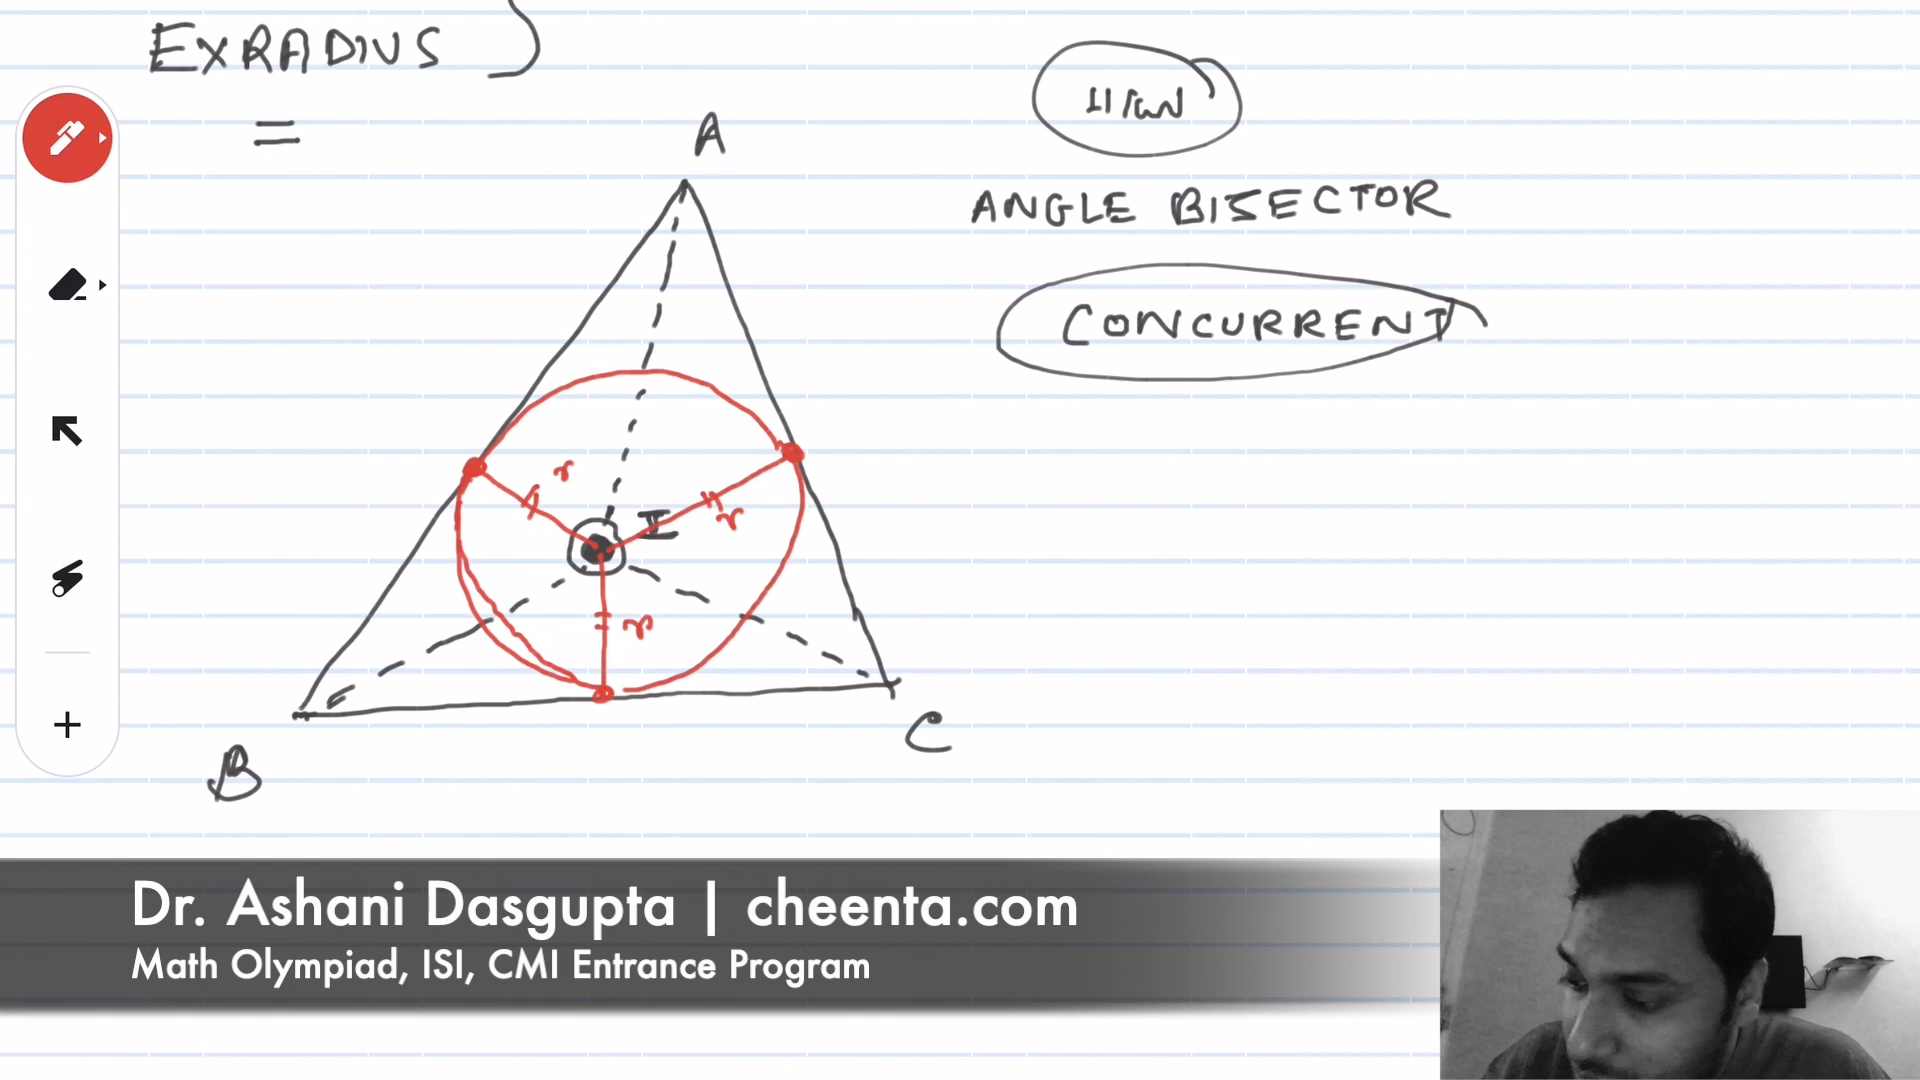 EXRADIUS
=
A
ANGLE BISECTOR
CONCURRENT
r
I
r
r
C
B
Dr. Ashani Dasgupta | cheenta.com
Math Olympiad, ISI, CMI Entrance Program